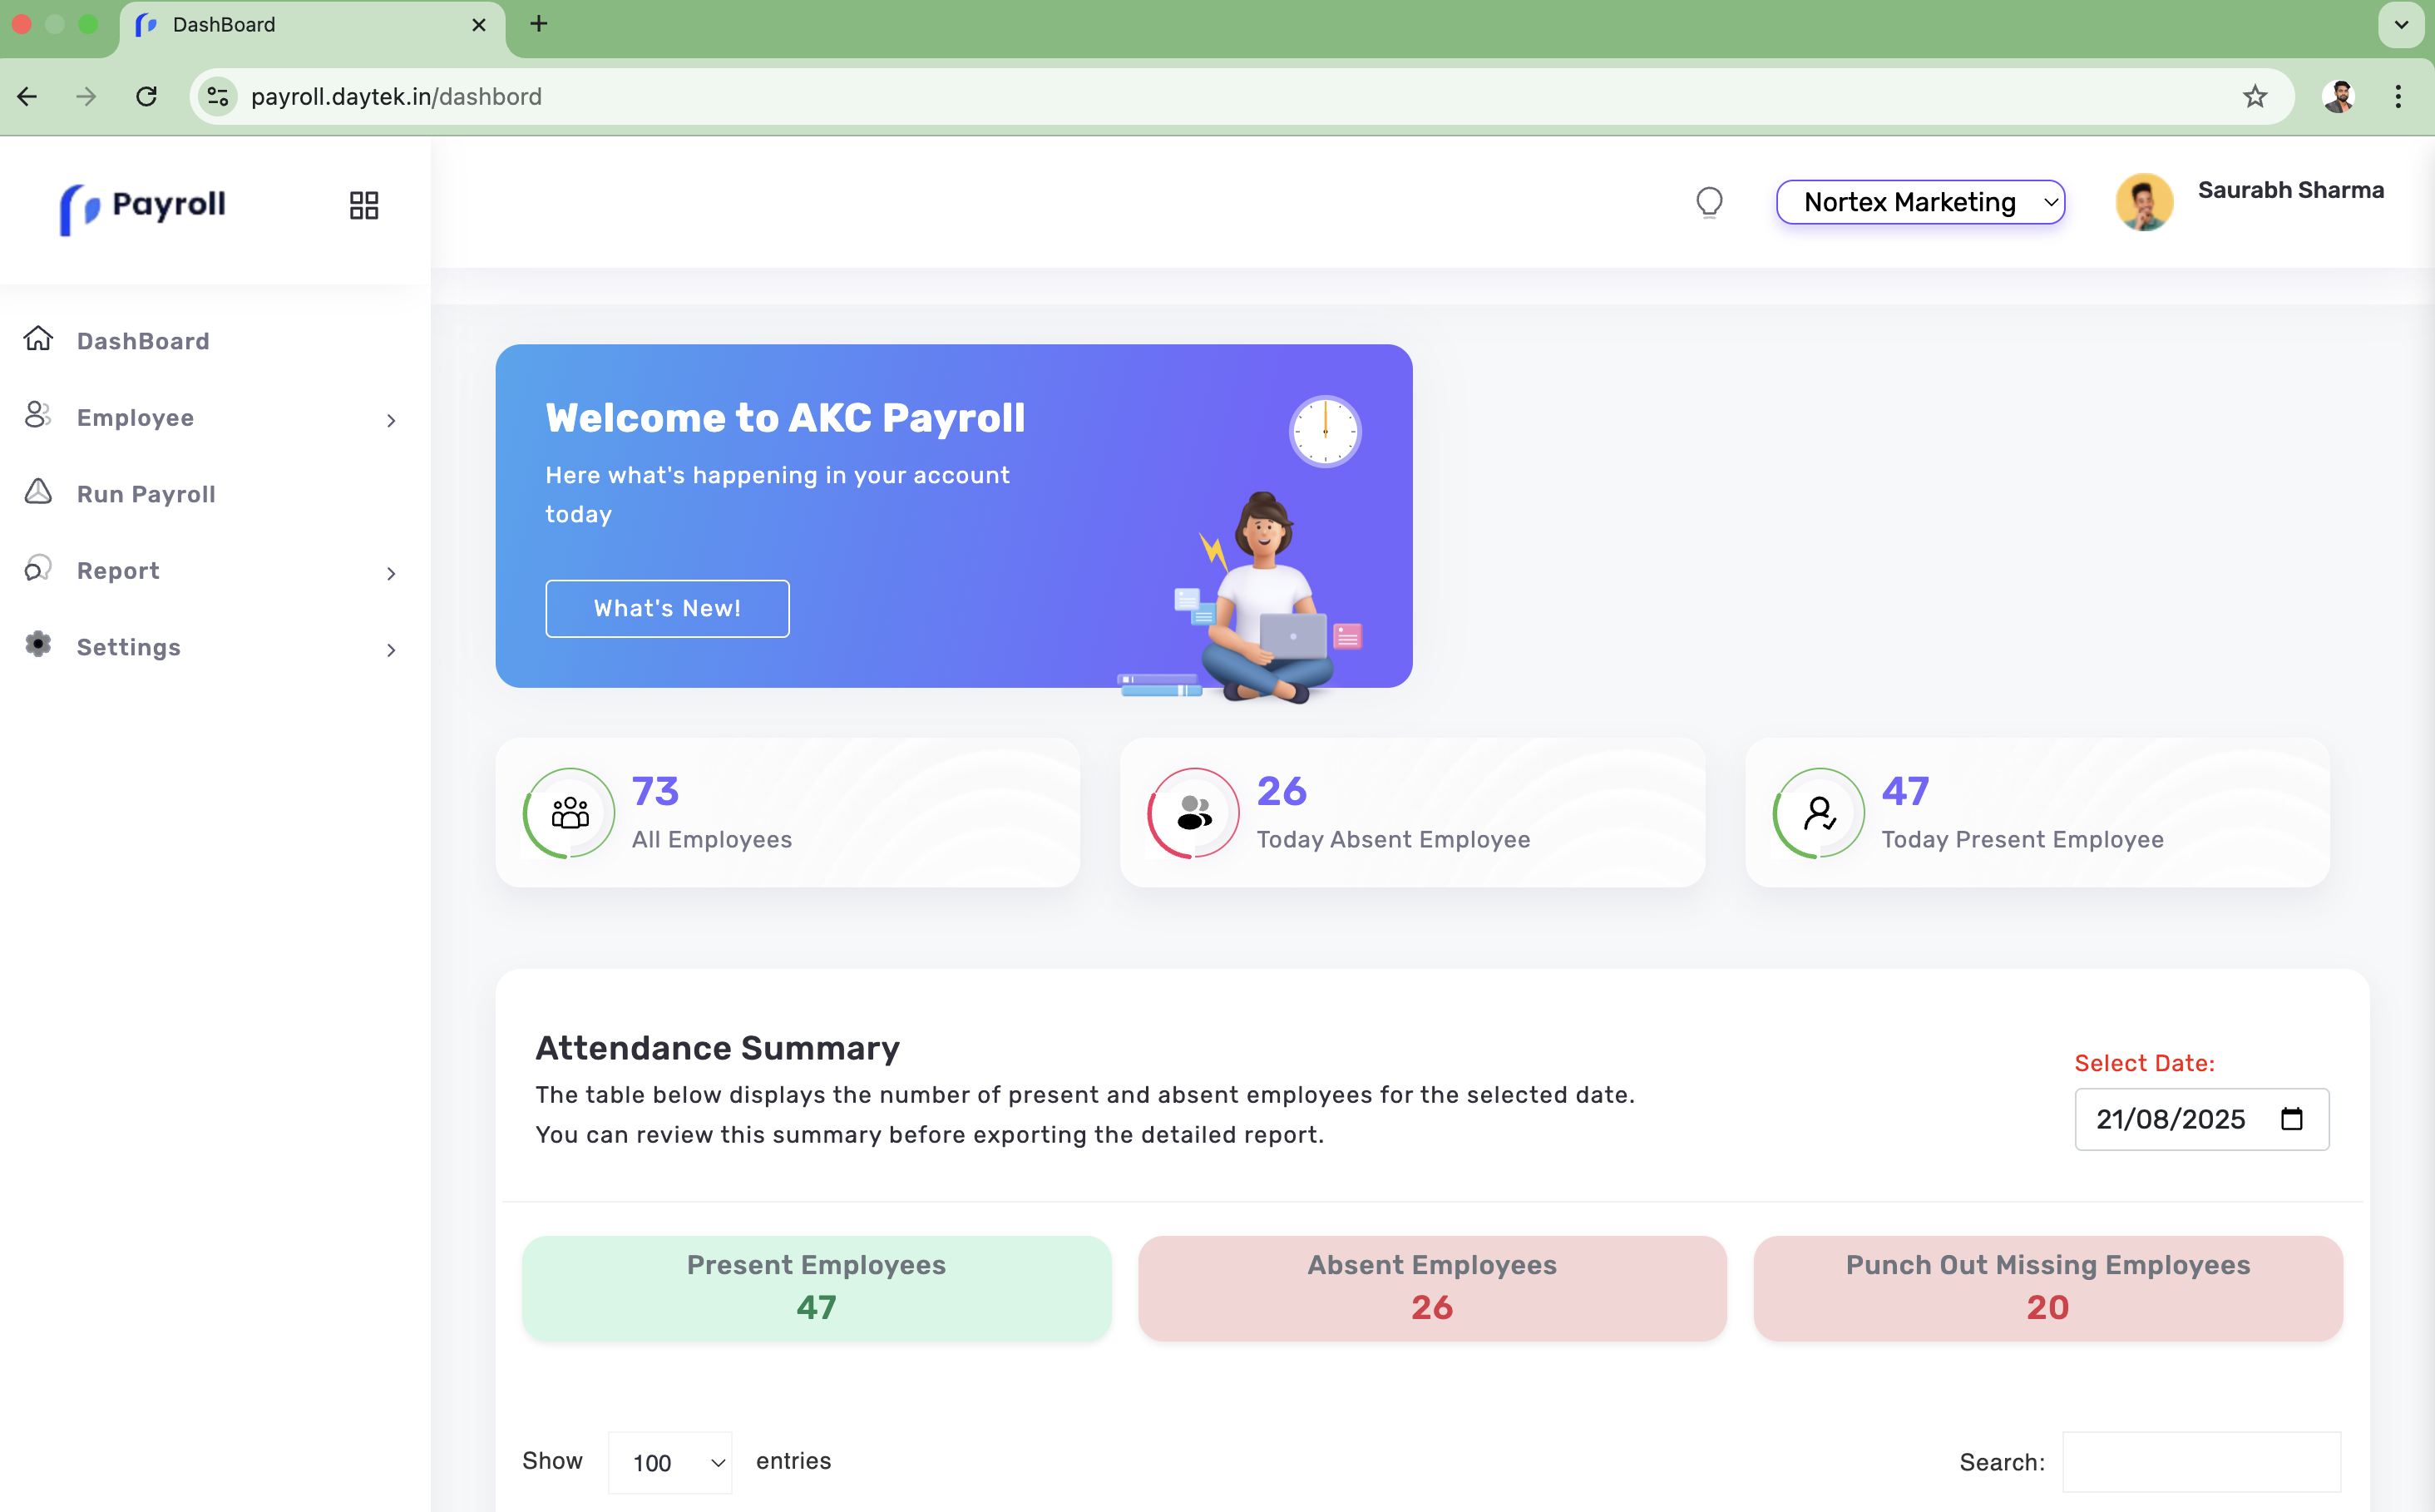 DashBoard
payroll.daytek.in/dashbord
Payroll
Nortex Marketing
Saurabh Sharma
DashBoard
Employee
Run Payroll
Report
Settings
Welcome to AKC Payroll
Here what's happening in your account
today
What's New!
73
All Employees
26
Today Absent Employee
47
Today Present Employee
Attendance Summary
The table below displays the number of present and absent employees for the selected date.
You can review this summary before exporting the detailed report.
Select Date:
21/08/2025
Present Employees
47
Absent Employees
26
Punch Out Missing Employees
20
Show 100 entries
Search: